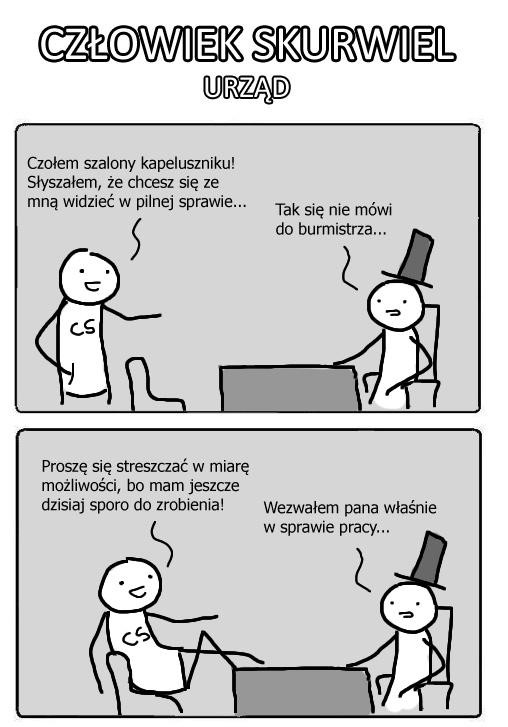 CZŁOWIEK SKURWIEL
URZĄD
Czołem szalony kapeluszniku!
Słyszałem, że chcesz się ze
mną widzieć w pilnej sprawie...
Tak się nie mówi
do burmistrza...
CS
Proszę się streszczać w miarę
możliwości, bo mam jeszcze
dzisiaj sporo do zrobienia!
Wezwałem pana właśnie
w sprawie pracy...
CS